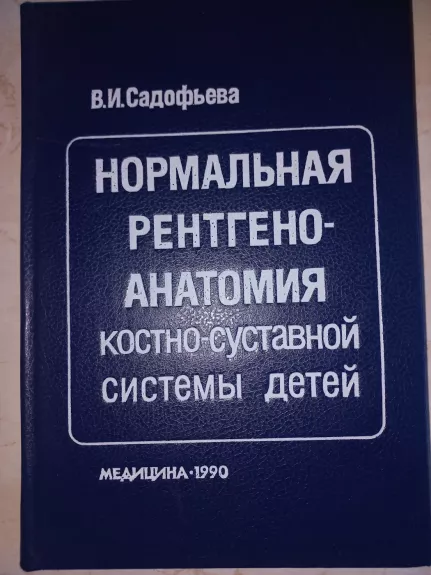 В.И.Садофьева
НОРМАЛЬНАЯ
РЕНТГЕНО-
АНАТОМИЯ
КОСТНО-СУСТАВНОЙ
СИСТЕМЫ ДЕТЕЙ
МЕДИЦИНА·1990